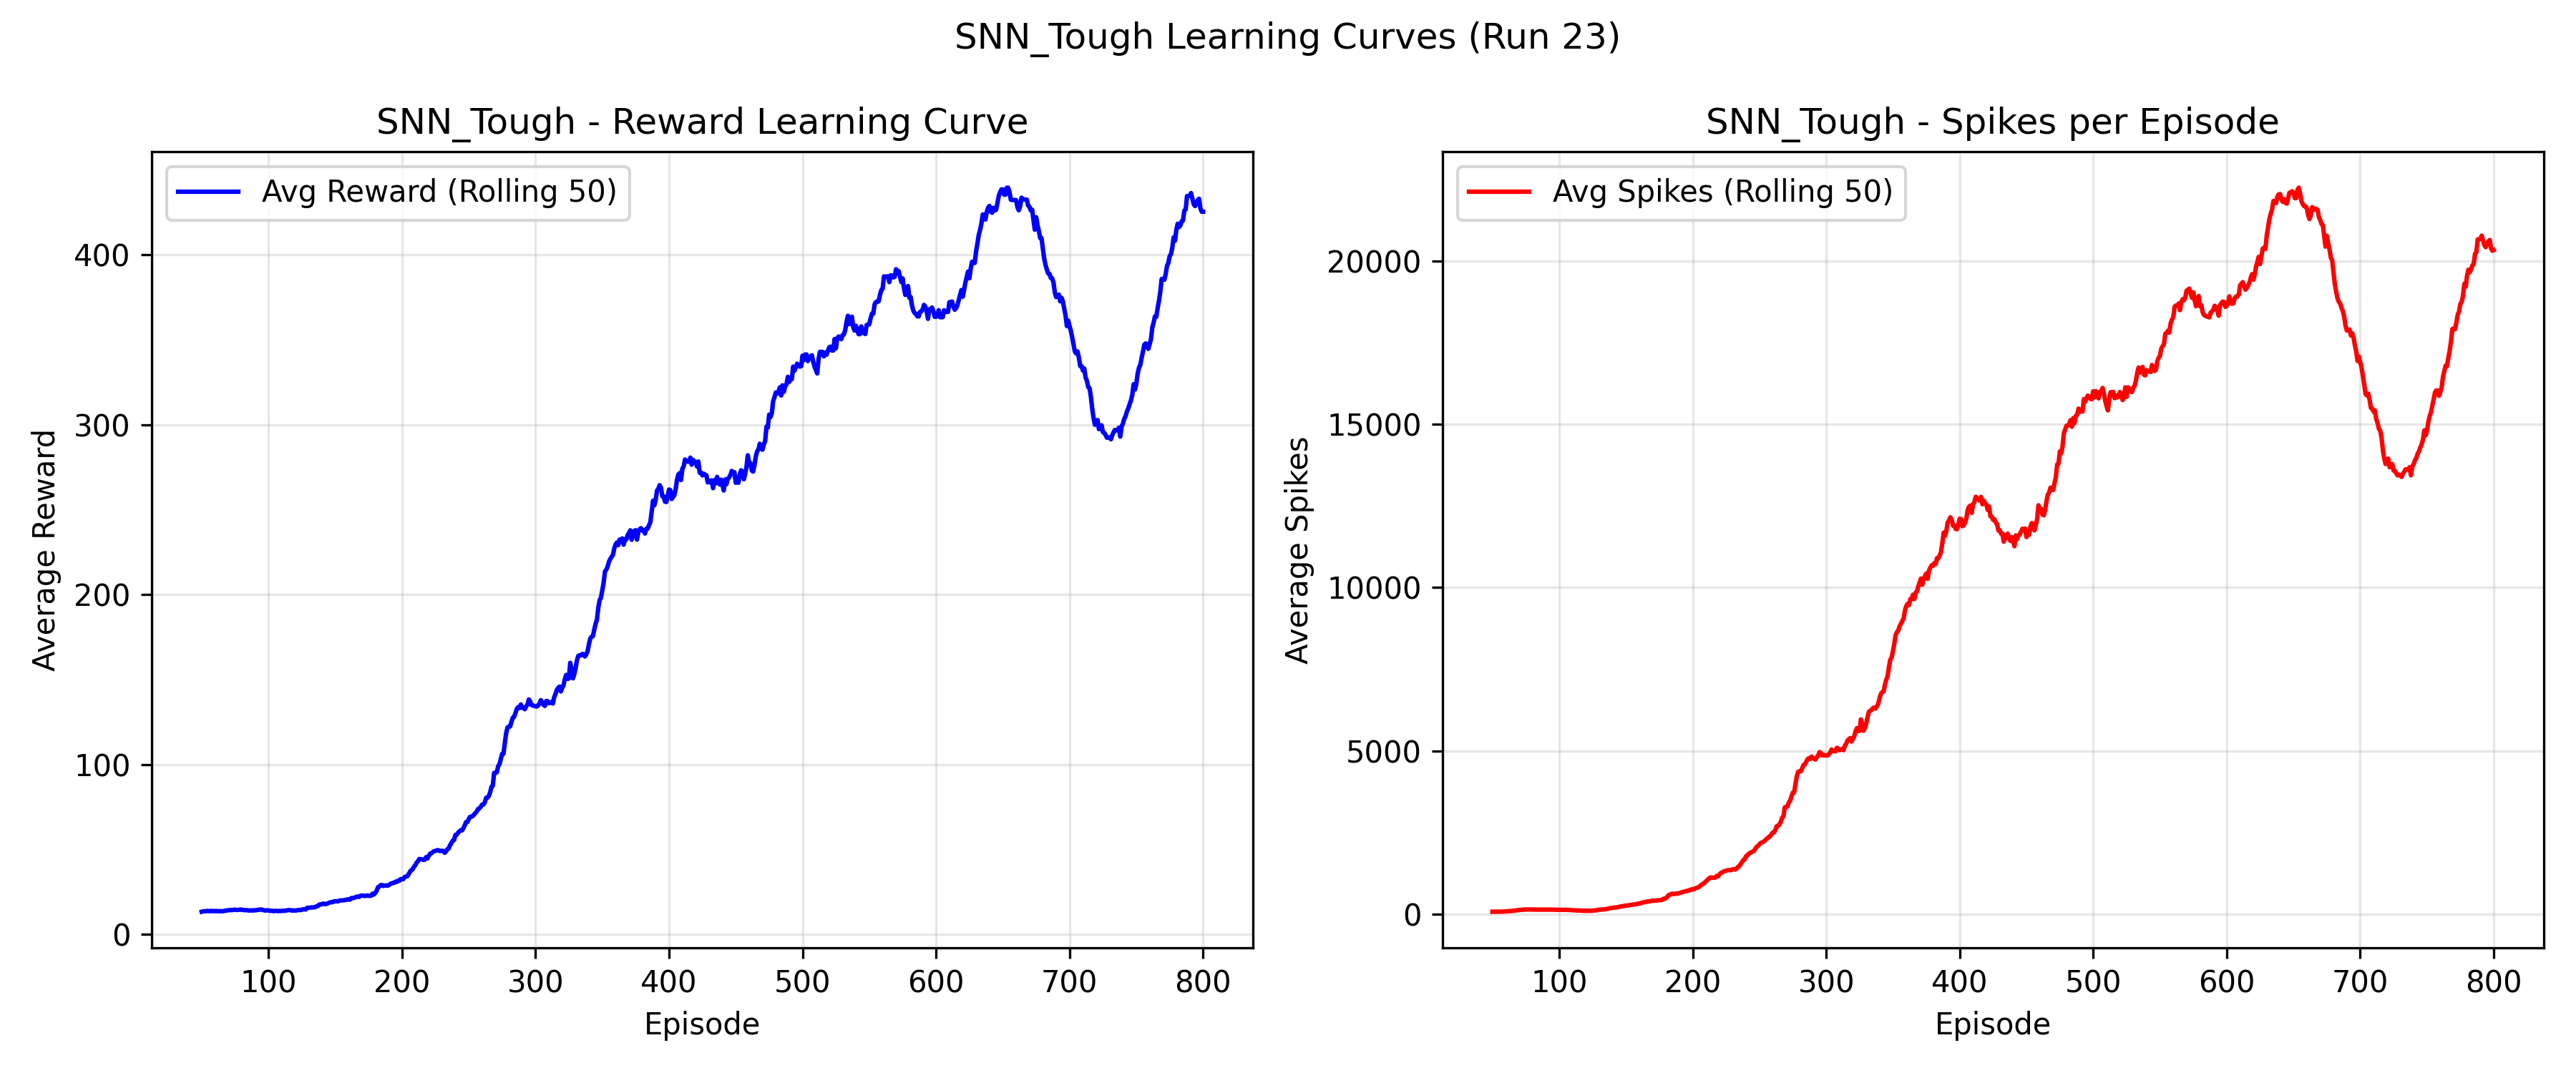 SNN_Tough Learning Curves (Run 23)
SNN_Tough - Reward Learning Curve
Avg Reward (Rolling 50)
Average Reward
400
300
200
100
0
100 200 300 400 500 600 700 800
Episode
SNN_Tough - Spikes per Episode
Avg Spikes (Rolling 50)
Average Spikes
20000
15000
10000
5000
0
100 200 300 400 500 600 700 800
Episode